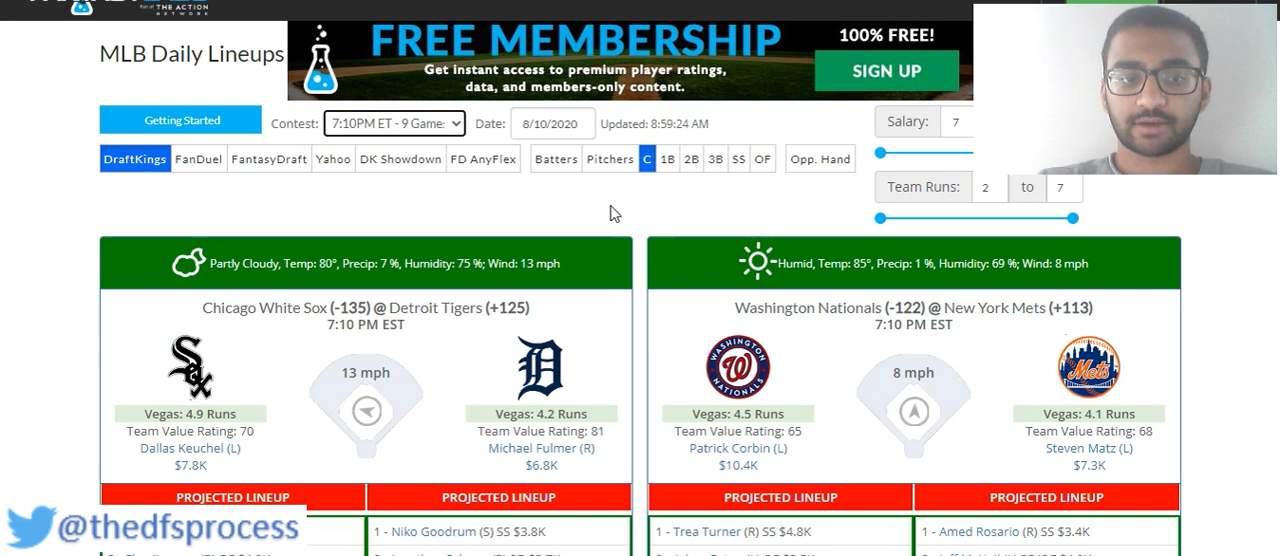 THE ACTION
NETWORK
MLB Daily Lineups
FREE MEMBERSHIP
Get instant access to premium player ratings,
data, and members-only content.
100% FREE!
SIGN UP
Getting Started
Contest: 7:10PM ET - 9 Game: Date: 8/10/2020 Updated: 8:59:24 AM
Salary: 7
DraftKings FanDuel FantasyDraft Yahoo DK Showdown FD AnyFlex Batters Pitchers C 1B 2B 3B SS OF Opp. Hand
Team Runs: 2 to 7
Partly Cloudy, Temp: 80°, Precip: 7 %, Humidity: 75 %; Wind: 13 mph
Humid, Temp: 85°, Precip: 1 %, Humidity: 69 %; Wind: 8 mph
Chicago White Sox (-135) @ Detroit Tigers (+125)
7:10 PM EST
Washington Nationals (-122) @ New York Mets (+113)
7:10 PM EST
Sox
13 mph
D
WASHINGTON
W
NATIONALS
8 mph
Mets
Vegas: 4.9 Runs
Team Value Rating: 70
Dallas Keuchel (L)
$7.8K
Vegas: 4.2 Runs
Team Value Rating: 81
Michael Fulmer (R)
$6.8K
Vegas: 4.5 Runs
Team Value Rating: 65
Patrick Corbin (L)
$10.4K
Vegas: 4.1 Runs
Team Value Rating: 68
Steven Matz (L)
$7.3K
PROJECTED LINEUP
PROJECTED LINEUP
PROJECTED LINEUP
PROJECTED LINEUP
1 - Niko Goodrum (S) SS $3.8K
1 - Trea Turner (R) SS $4.8K
1 - Amed Rosario (R) SS $3.4K
@thedfsprocess